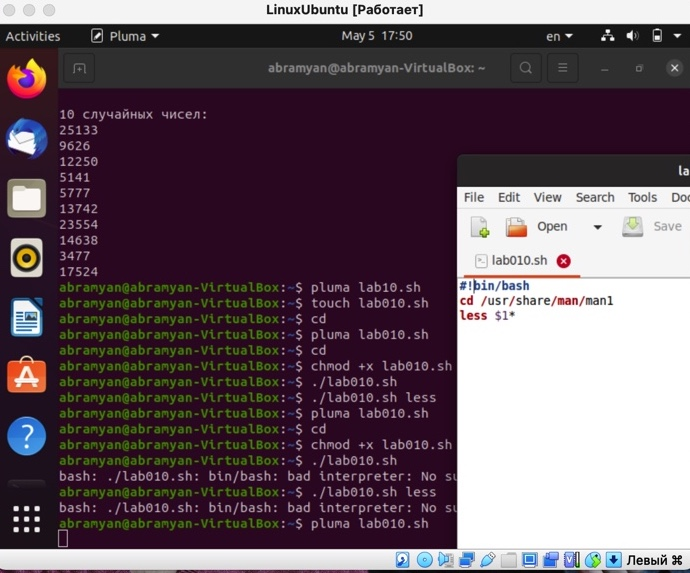 LinuxUbuntu [Работает]
Activities Pluma May 5 17:50 en
abramyan@abramyan-VirtualBox: ~
10 случайных чисел:
25133
9626
12250
5141
5777
13742
23554
14638
3477
17524
abramyan@abramyan-VirtualBox:~$ pluma lab10.sh
abramyan@abramyan-VirtualBox:~$ touch lab010.sh
abramyan@abramyan-VirtualBox:~$ cd
abramyan@abramyan-VirtualBox:~$ pluma lab010.sh
abramyan@abramyan-VirtualBox:~$ cd
abramyan@abramyan-VirtualBox:~$ chmod +x lab010.sh
abramyan@abramyan-VirtualBox:~$ ./lab010.sh
abramyan@abramyan-VirtualBox:~$ ./lab010.sh less
abramyan@abramyan-VirtualBox:~$ pluma lab010.sh
abramyan@abramyan-VirtualBox:~$ cd
abramyan@abramyan-VirtualBox:~$ chmod +x lab010.sh
abramyan@abramyan-VirtualBox:~$ ./lab010.sh
bash: ./lab010.sh: bin/bash: bad interpreter: No su
abramyan@abramyan-VirtualBox:~$ ./lab010.sh less
bash: ./lab010.sh: bin/bash: bad interpreter: No su
abramyan@abramyan-VirtualBox:~$ pluma lab010.sh
la
File Edit View Search Tools Doc
Open Save
lab010.sh
#!bin/bash
cd /usr/share/man/man1
less $1*
Левый ⌘